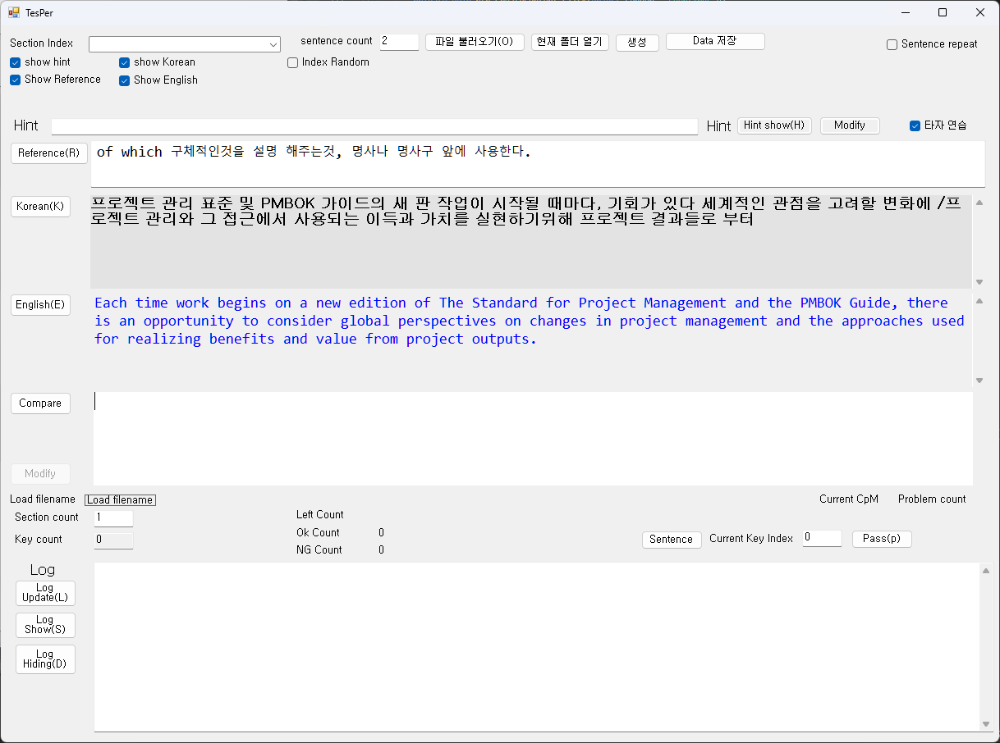 TesPer
Section Index
sentence count 2 파일 불러오기(O) 현재 폴더 열기 생성 Data 저장
Sentence repeat
show hint show Korean Index Random
Show Reference Show English
Hint Hint Hint show(H) Modify 타자 연습
Reference(R) of which 구체적인것을 설명 해주는것, 명사나 명사구 앞에 사용한다.
Korean(K) 프로젝트 관리 표준 및 PMBOK 가이드의 새 판 작업이 시작될 때마다, 기회가 있다 세계적인 관점을 고려할 변화에 /프
로젝트 관리와 그 접근에서 사용되는 이득과 가치를 실현하기위해 프로젝트 결과들로 부터
English(E) Each time work begins on a new edition of The Standard for Project Management and the PMBOK Guide, there
is an opportunity to consider global perspectives on changes in project management and the approaches used
for realizing benefits and value from project outputs.
Compare
Modify
Load filename Load filename Current CpM Problem count
Section count 1 Left Count
Key count 0 Ok Count 0 Sentence Current Key Index 0 Pass(p)
NG Count 0
Log
Log
Update(L)
Log
Show(S)
Log
Hiding(D)